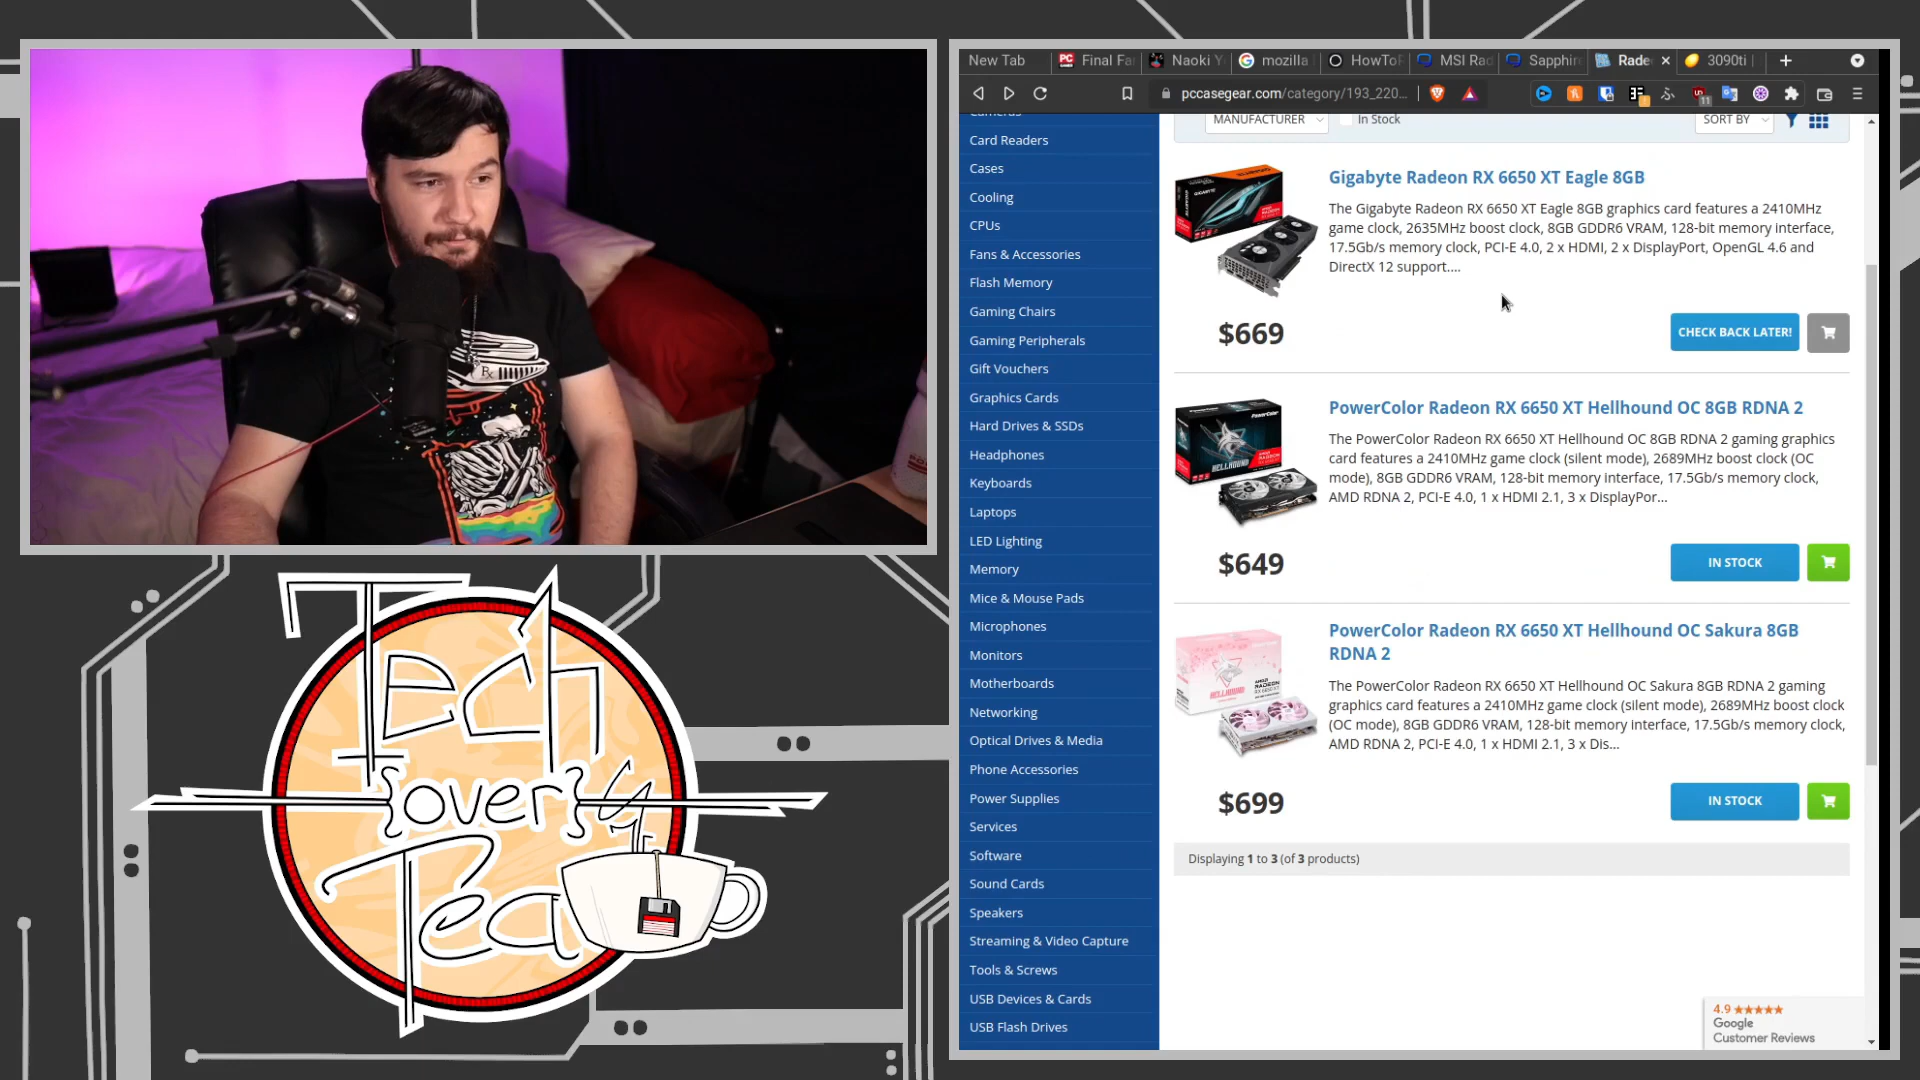 New Tab
Final Fa
Naoki Y
mozilla
HowTo
MSI Rad
Sapphir
Rade
3090ti
pccasegear.com/category/193_220...
Cameras
Card Readers
Cases
Cooling
CPUs
Fans & Accessories
Flash Memory
Gaming Chairs
Gaming Peripherals
Gift Vouchers
Graphics Cards
Hard Drives & SSDs
Headphones
Keyboards
Laptops
LED Lighting
Memory
Mice & Mouse Pads
Microphones
Monitors
Motherboards
Networking
Optical Drives & Media
Phone Accessories
Power Supplies
Services
Software
Sound Cards
Speakers
Streaming & Video Capture
Tools & Screws
USB Devices & Cards
USB Flash Drives
MANUFACTURER
In Stock
SORT BY
Gigabyte Radeon RX 6650 XT Eagle 8GB
The Gigabyte Radeon RX 6650 XT Eagle 8GB graphics card features a 2410MHz
game clock, 2635MHz boost clock, 8GB GDDR6 VRAM, 128-bit memory interface,
17.5Gb/s memory clock, PCI-E 4.0, 2 x HDMI, 2 x DisplayPort, OpenGL 4.6 and
DirectX 12 support....
$669
CHECK BACK LATER!
PowerColor Radeon RX 6650 XT Hellhound OC 8GB RDNA 2
The PowerColor Radeon RX 6650 XT Hellhound OC 8GB RDNA 2 gaming graphics
card features a 2410MHz game clock (silent mode), 2689MHz boost clock (OC
mode), 8GB GDDR6 VRAM, 128-bit memory interface, 17.5Gb/s memory clock,
AMD RDNA 2, PCI-E 4.0, 1 x HDMI 2.1, 3 x DisplayPor...
HELLHOUND
$649
IN STOCK
PowerColor Radeon RX 6650 XT Hellhound OC Sakura 8GB
RDNA 2
The PowerColor Radeon RX 6650 XT Hellhound OC Sakura 8GB RDNA 2 gaming
graphics card features a 2410MHz game clock (silent mode), 2689MHz boost clock
(OC mode), 8GB GDDR6 VRAM, 128-bit memory interface, 17.5Gb/s memory clock,
AMD RDNA 2, PCI-E 4.0, 1 x HDMI 2.1, 3 x Dis...
HELLHOUND
$699
IN STOCK
Displaying 1 to 3 (of 3 products)
4.9 ★★★★★
Google
Customer Reviews
Tech
{over}
Tea